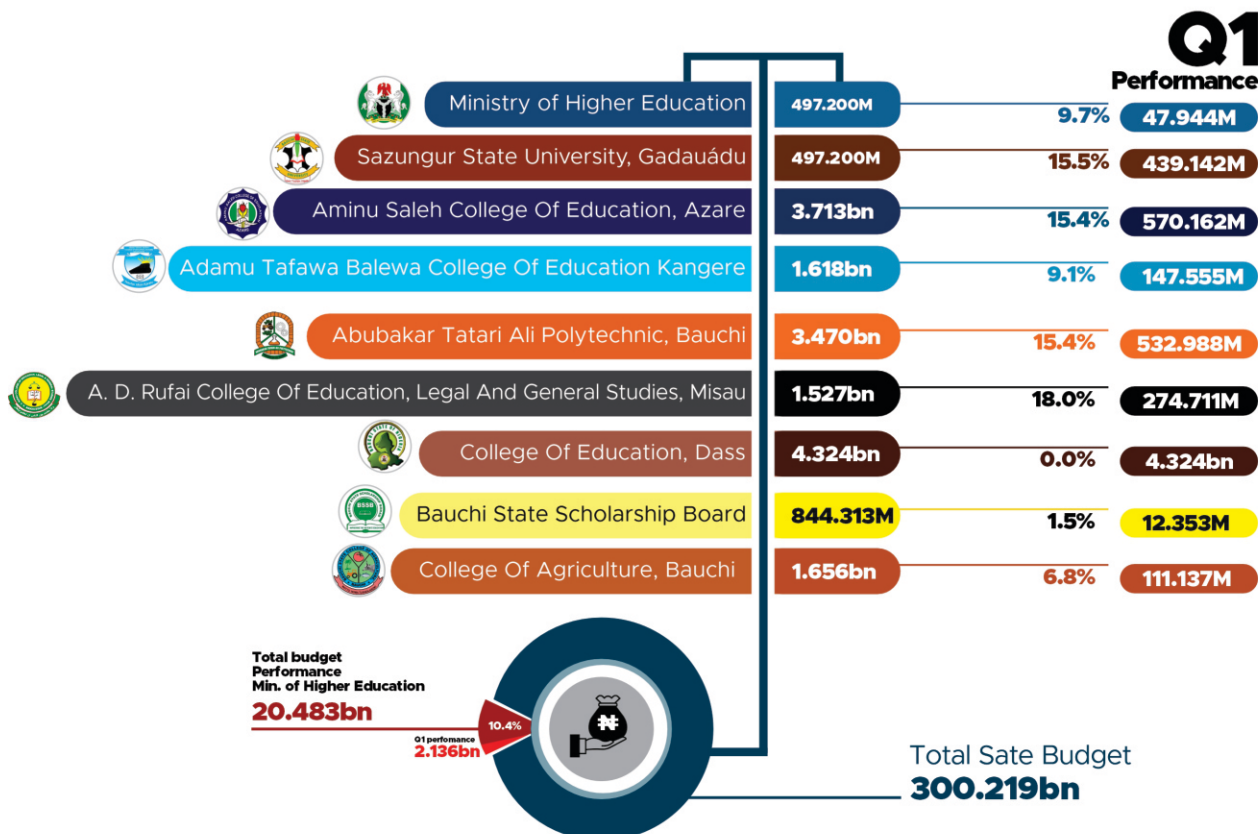 Q1
Performance
Ministry of Higher Education 497.200M 9.7% 47.944M
Sazungur State University, Gadauádu 497.200M 15.5% 439.142M
Aminu Saleh College Of Education, Azare 3.713bn 15.4% 570.162M
Adamu Tafawa Balewa College Of Education Kangere 1.618bn 9.1% 147.555M
Abubakar Tatari Ali Polytechnic, Bauchi 3.470bn 15.4% 532.988M
A. D. Rufai College Of Education, Legal And General Studies, Misau 1.527bn 18.0% 274.711M
College Of Education, Dass 4.324bn 0.0% 4.324bn
BSSB
Bauchi State Scholarship Board 844.313M 1.5% 12.353M
College Of Agriculture, Bauchi 1.656bn 6.8% 111.137M
Total budget
Performance
Min. of Higher Education
20.483bn
10.4%
Q1 perfomance
2.136bn
₦
Total Sate Budget
300.219bn